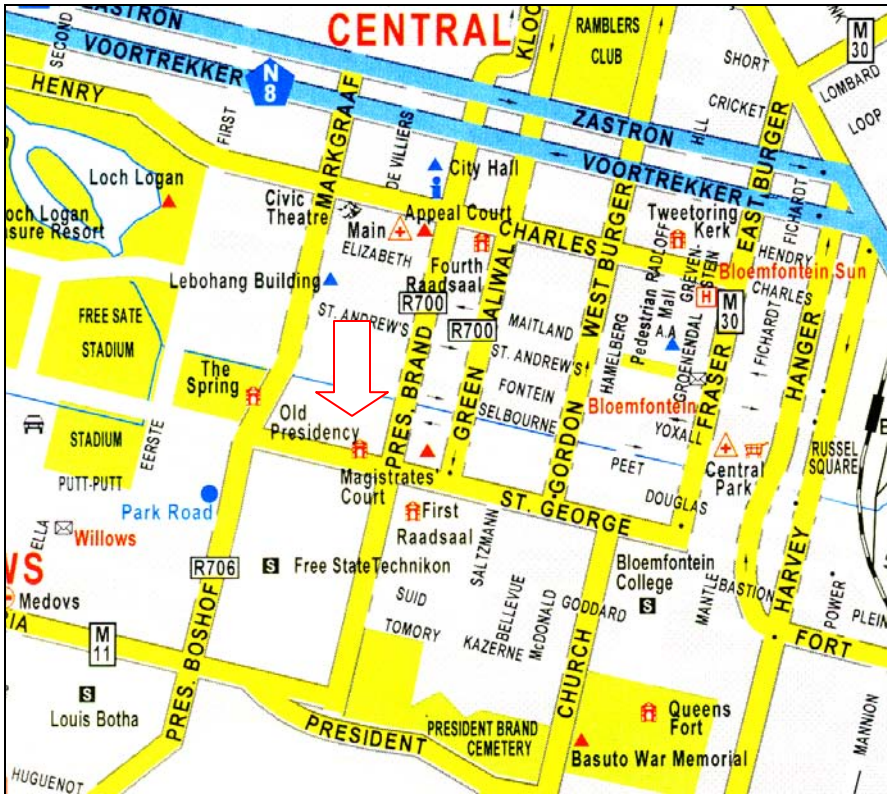 ZASTRON
CENTRAL
KLOO
RAMBLERS
CLUB
M
30
SECOND
VOORTREKKER
N
8
SHORT
LOMBARD
LOOP
HENRY
FIRST
MARKGRAAF
DE VILLIERS
CRICKET
HILL
ZASTRON
VOORTREKKER
EAST BURGER
City Hall
Loch Logan
Loch Logan
asure Resort
Civic
Theatre
Main
Appeal Court
ELIZABETH
CHARLES
WEST BURGER
Tweetoring
Kerk
RADLOFF
GREVEN-
STEIN
HENDRY
FICHARDT
Bloemfontein Sun
H
CHARLES
Fourth
Raadsaal
ALIWAL
Lebohang Building
R700
R700
ST. ANDREW'S
MAITLAND
ST. ANDREW'S
FONTEIN
SELBOURNE
HAMELBERG
Pedestrian
Mall
A.A
GROENENDAL
M
30
FICHARDT
HANGER
FREE SATE
STADIUM
The
Spring
Old
Presidency
PRES. BRAND
GREEN
GORDON
Bloemfontein
FRASER
YOXALL
STADIUM
EERSTE
PUTT-PUTT
Magistrates'
Court
PEET
Central
Park
RUSSEL
SQUARE
Park Road
ST. GEORGE
DOUGLAS
ELLA
Willows
First
Raadsaal
SALTZMANN
WS
R706
S
Free State Technikon
Bloemfontein
College
S
MANTLE
BASTION
HARVEY
POWER
PLEIN
Medovs
RIA
SUID
TOMORY
BELLEVUE
KAZERNE
McDONALD
GODDARD
FORT
M
11
PRES. BOSHOF
CHURCH
S
Louis Botha
PRESIDENT
PRESIDENT BRAND
CEMETERY
Queens
Fort
Basuto War Memorial
MANNION
HUGUENOT